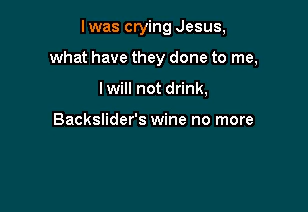 I was crying Jesus,
what have they done to me,
I will not drink,
Backslider's wine no more